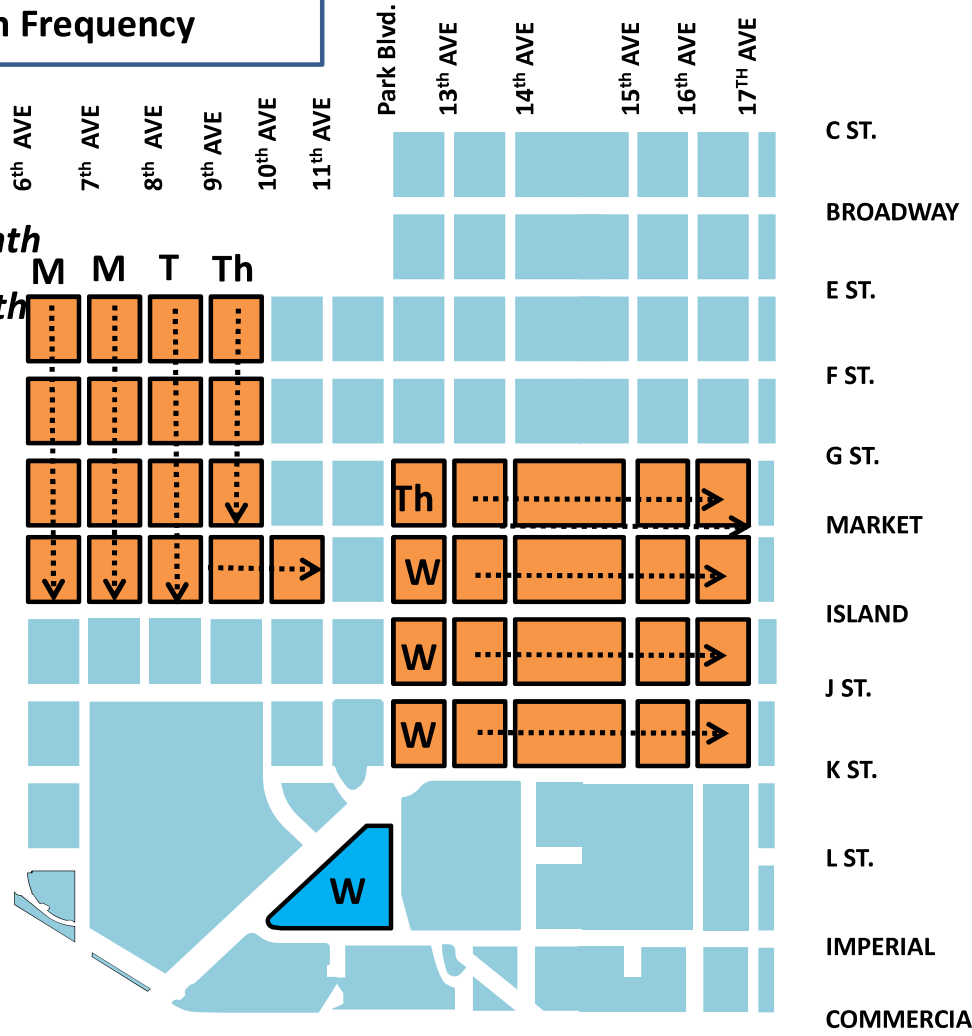 n Frequency
Park Blvd.
13th AVE
14th AVE
15th AVE
16th AVE
17TH AVE
6th AVE
7th AVE
8th AVE
9th AVE
10th AVE
11th AVE
C ST.
BROADWAY
nth
M M T Th
E ST.
th
F ST.
G ST.
Th
MARKET
W
ISLAND
W
J ST.
W
K ST.
L ST.
W
IMPERIAL
COMMERCIA